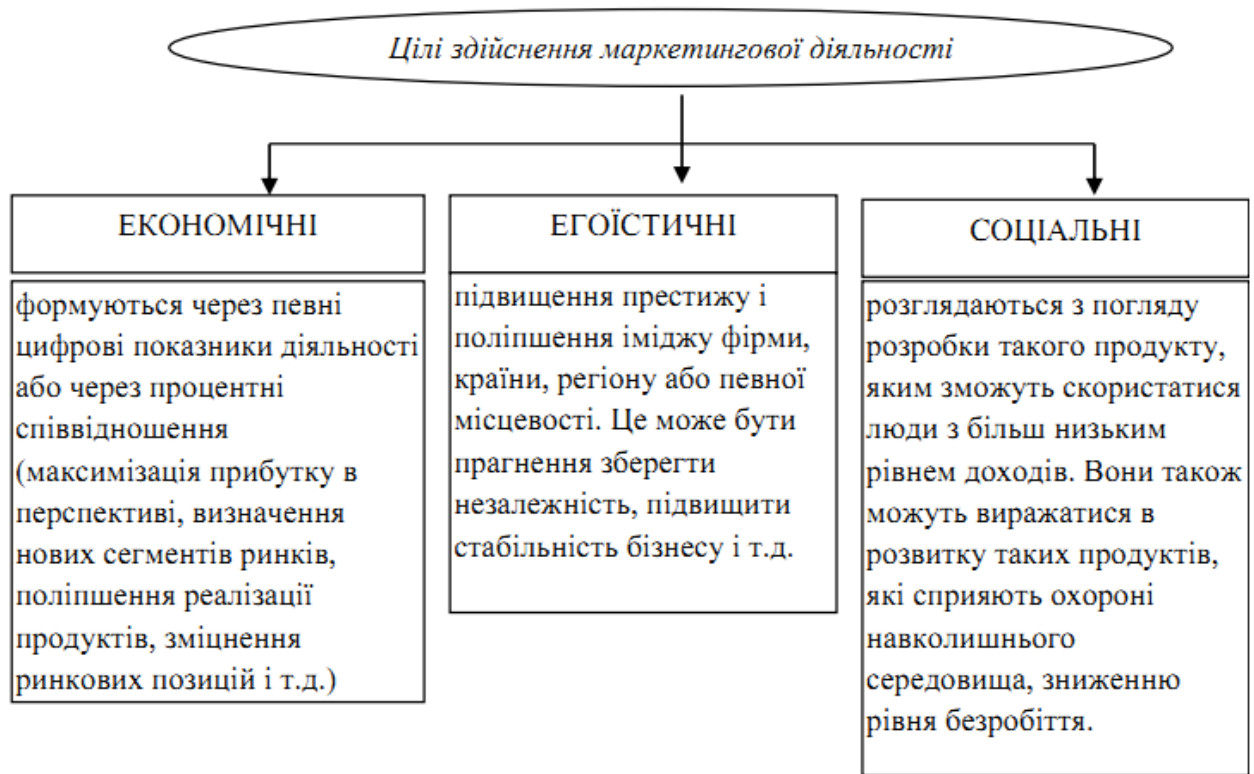 Цілі здійснення маркетингової діяльності
ЕКОНОМІЧНІ
формуються через певні
цифрові показники діяльності
або через процентні
співвідношення
(максимізація прибутку в
перспективі, визначення
нових сегментів ринків,
поліпшення реалізації
продуктів, зміцнення
ринкових позицій і т.д.)
ЕГОЇСТИЧНІ
підвищення престижу і
поліпшення іміджу фірми,
країни, регіону або певної
місцевості. Це може бути
прагнення зберегти
незалежність, підвищити
стабільність бізнесу і т.д.
СОЦІАЛЬНІ
розглядаються з погляду
розробки такого продукту,
яким зможуть скористатися
люди з більш низьким
рівнем доходів. Вони також
можуть виражатися в
розвитку таких продуктів,
які сприяють охороні
навколишнього
середовища, зниженню
рівня безробіття.